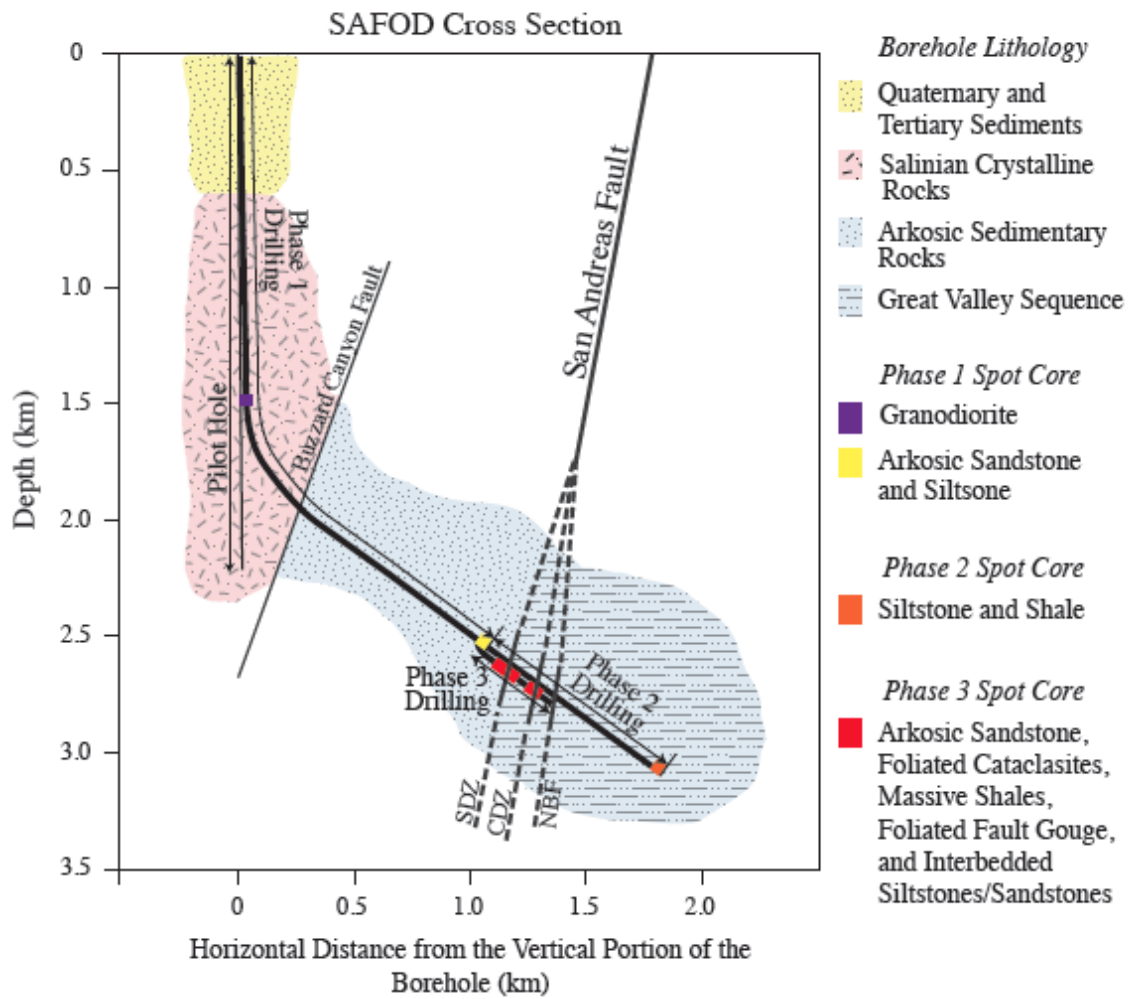 SAFOD Cross Section
0
0.5
1.0
1.5
2.0
2.5
3.0
3.5
Depth (km)
0
0.5
1.0
1.5
2.0
Horizontal Distance from the Vertical Portion of the
Borehole (km)
Pilot Hole
Phase 1
Drilling
Buzzard Canyon Fault
San Andreas Fault
Phase 3
Drilling
Phase 2
Drilling
SDZ
CDZ
NBF
Borehole Lithology
Quaternary and
Tertiary Sediments
Salinian Crystalline
Rocks
Arkosic Sedimentary
Rocks
Great Valley Sequence
Phase 1 Spot Core
Granodiorite
Arkosic Sandstone
and Siltsone
Phase 2 Spot Core
Siltstone and Shale
Phase 3 Spot Core
Arkosic Sandstone,
Foliated Cataclasites,
Massive Shales,
Foliated Fault Gouge,
and Interbedded
Siltstones/Sandstones